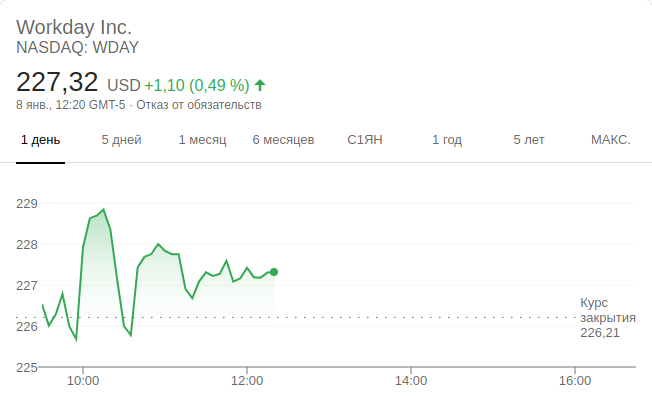 Workday Inc.
NASDAQ: WDAY
227,32 USD +1,10 (0,49 %)
8 янв., 12:20 GMT-5 · Отказ от обязательств
1 день 5 дней 1 месяц 6 месяцев С1ЯН 1 год 5 лет МАКС.
229
228
227
226
225
Курс
закрытия
226,21
10:00 12:00 14:00 16:00